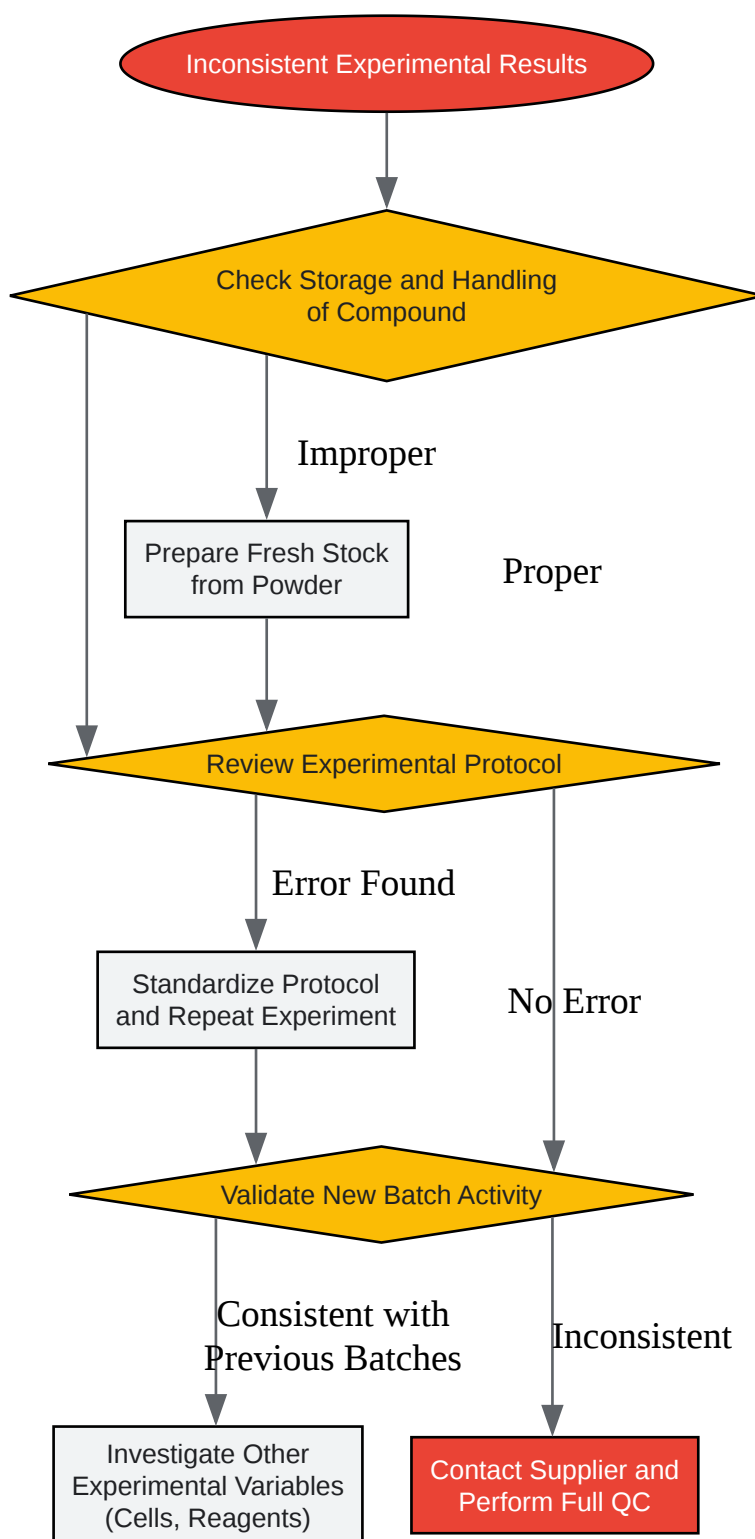 Inconsistent Experimental Results
Check Storage and Handling
of Compound
Improper
Prepare Fresh Stock
from Powder
Proper
Review Experimental Protocol
Error Found
Standardize Protocol
and Repeat Experiment
No Error
Validate New Batch Activity
Consistent with
Previous Batches
Inconsistent
Investigate Other
Experimental Variables
(Cells, Reagents)
Contact Supplier and
Perform Full QC